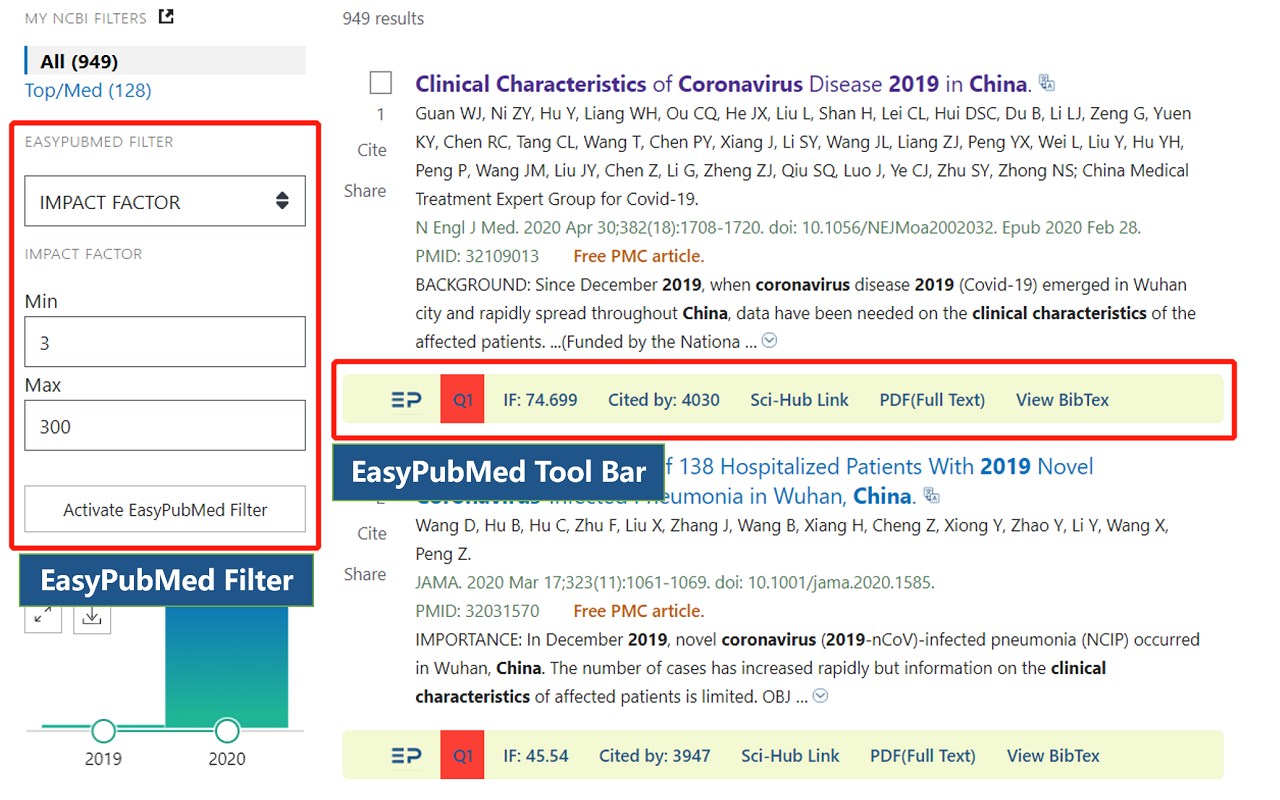 MY NCBI FILTERS
All (949)
Top/Med (128)
EASYPUBMED FILTER
IMPACT FACTOR
IMPACT FACTOR
Min
3
Max
300
Activate EasyPubMed Filter
EasyPubMed Filter
2019 2020
949 results
Clinical Characteristics of Coronavirus Disease 2019 in China.
1
Cite
Share
Guan WJ, Ni ZY, Hu Y, Liang WH, Ou CQ, He JX, Liu L, Shan H, Lei CL, Hui DSC, Du B, Li LJ, Zeng G, Yuen
KY, Chen RC, Tang CL, Wang T, Chen PY, Xiang J, Li SY, Wang JL, Liang ZJ, Peng YX, Wei L, Liu Y, Hu YH,
Peng P, Wang JM, Liu JY, Chen Z, Li G, Zheng ZJ, Qiu SQ, Luo J, Ye CJ, Zhu SY, Zhong NS; China Medical
Treatment Expert Group for Covid-19.
N Engl J Med. 2020 Apr 30;382(18):1708-1720. doi: 10.1056/NEJMoa2002032. Epub 2020 Feb 28.
PMID: 32109013 Free PMC article.
BACKGROUND: Since December 2019, when coronavirus disease 2019 (Covid-19) emerged in Wuhan
city and rapidly spread throughout China, data have been needed on the clinical characteristics of the
affected patients. ...(Funded by the Nationa ...
EP Q1 IF: 74.699 Cited by: 4030 Sci-Hub Link PDF(Full Text) View BibTex
EasyPubMed Tool Bar
f 138 Hospitalized Patients With 2019 Novel
Pneumonia in Wuhan, China.
Cite
Share
Wang D, Hu B, Hu C, Zhu F, Liu X, Zhang J, Wang B, Xiang H, Cheng Z, Xiong Y, Zhao Y, Li Y, Wang X,
Peng Z.
JAMA. 2020 Mar 17;323(11):1061-1069. doi: 10.1001/jama.2020.1585.
PMID: 32031570 Free PMC article.
IMPORTANCE: In December 2019, novel coronavirus (2019-nCoV)-infected pneumonia (NCIP) occurred
in Wuhan, China. The number of cases has increased rapidly but information on the clinical
characteristics of affected patients is limited. OBJ ...
EP Q1 IF: 45.54 Cited by: 3947 Sci-Hub Link PDF(Full Text) View BibTex